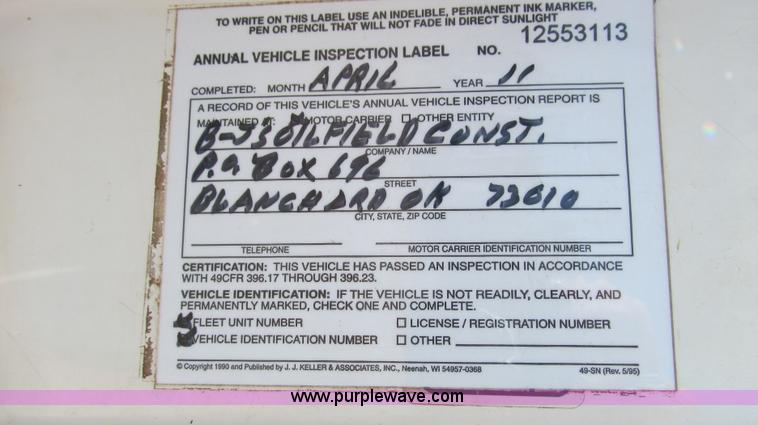 TO WRITE ON THIS LABEL USE AN INDELIBLE, PERMANENT INK MARKER,
PEN OR PENCIL THAT WILL NOT FADE IN DIRECT SUNLIGHT
ANNUAL VEHICLE INSPECTION LABEL NO. 12553113
COMPLETED: MONTH APRIL YEAR 11
A RECORD OF THIS VEHICLE'S ANNUAL VEHICLE INSPECTION REPORT IS
MAINTAINED AT: MOTOR CARRIER ☐ OTHER ENTITY
B-J'S OILFIELD CONST.
COMPANY / NAME
P.O BOX 696
STREET
BLANCHARD OK 73010
CITY, STATE, ZIP CODE
TELEPHONE MOTOR CARRIER IDENTIFICATION NUMBER
CERTIFICATION: THIS VEHICLE HAS PASSED AN INSPECTION IN ACCORDANCE
WITH 49CFR 396.17 THROUGH 396.23.
VEHICLE IDENTIFICATION: IF THE VEHICLE IS NOT READILY, CLEARLY, AND
PERMANENTLY MARKED, CHECK ONE AND COMPLETE.
FLEET UNIT NUMBER ☐ LICENSE / REGISTRATION NUMBER
VEHICLE IDENTIFICATION NUMBER ☐ OTHER
© Copyright 1990 and Published by J. J. KELLER & ASSOCIATES, INC., Neenah, WI 54957-0368 49-SN (Rev. 5/95)
www.purplewave.com